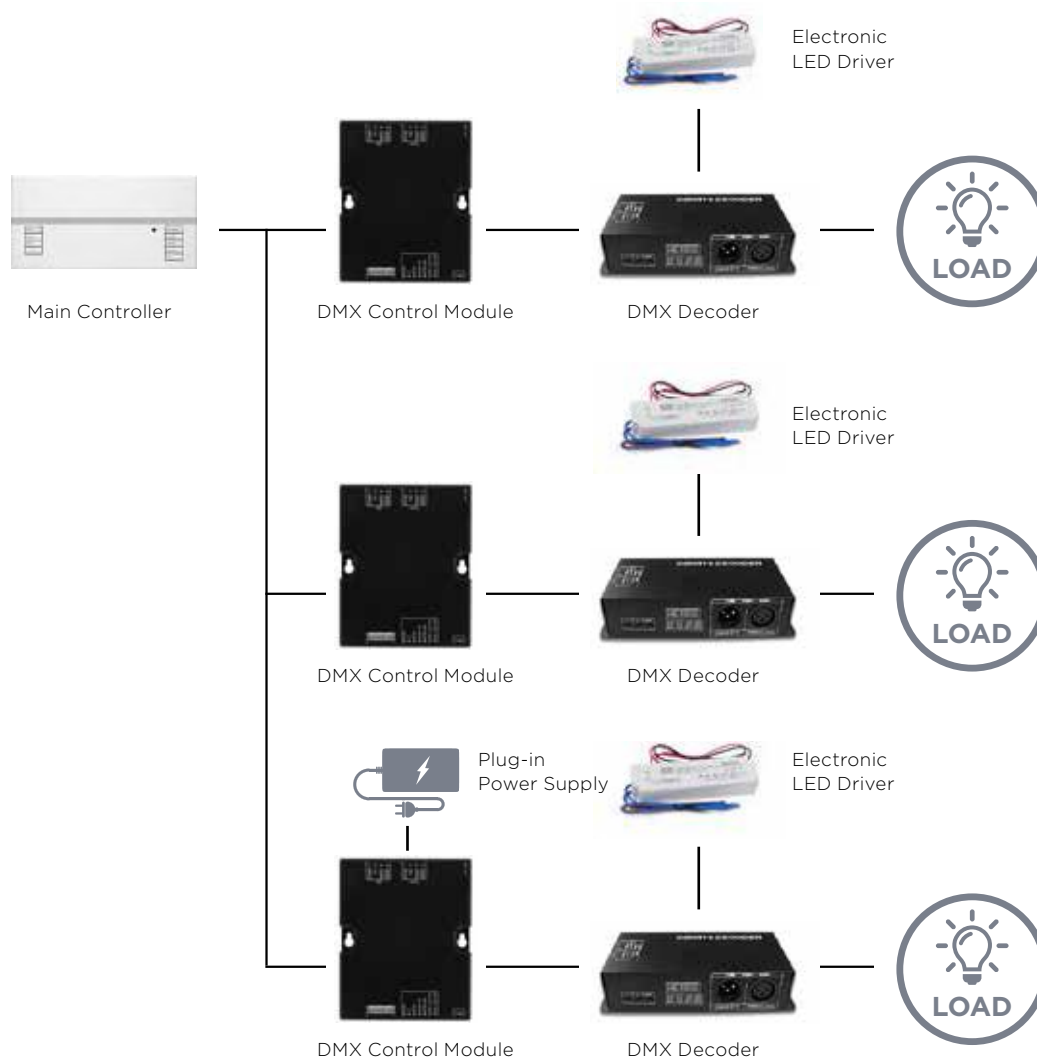 Electronic
LED Driver
LOAD
Main Controller
DMX Control Module
DMX Decoder
Electronic
LED Driver
LOAD
DMX Control Module
DMX Decoder
Plug-in
Power Supply
Electronic
LED Driver
LOAD
DMX Control Module
DMX Decoder